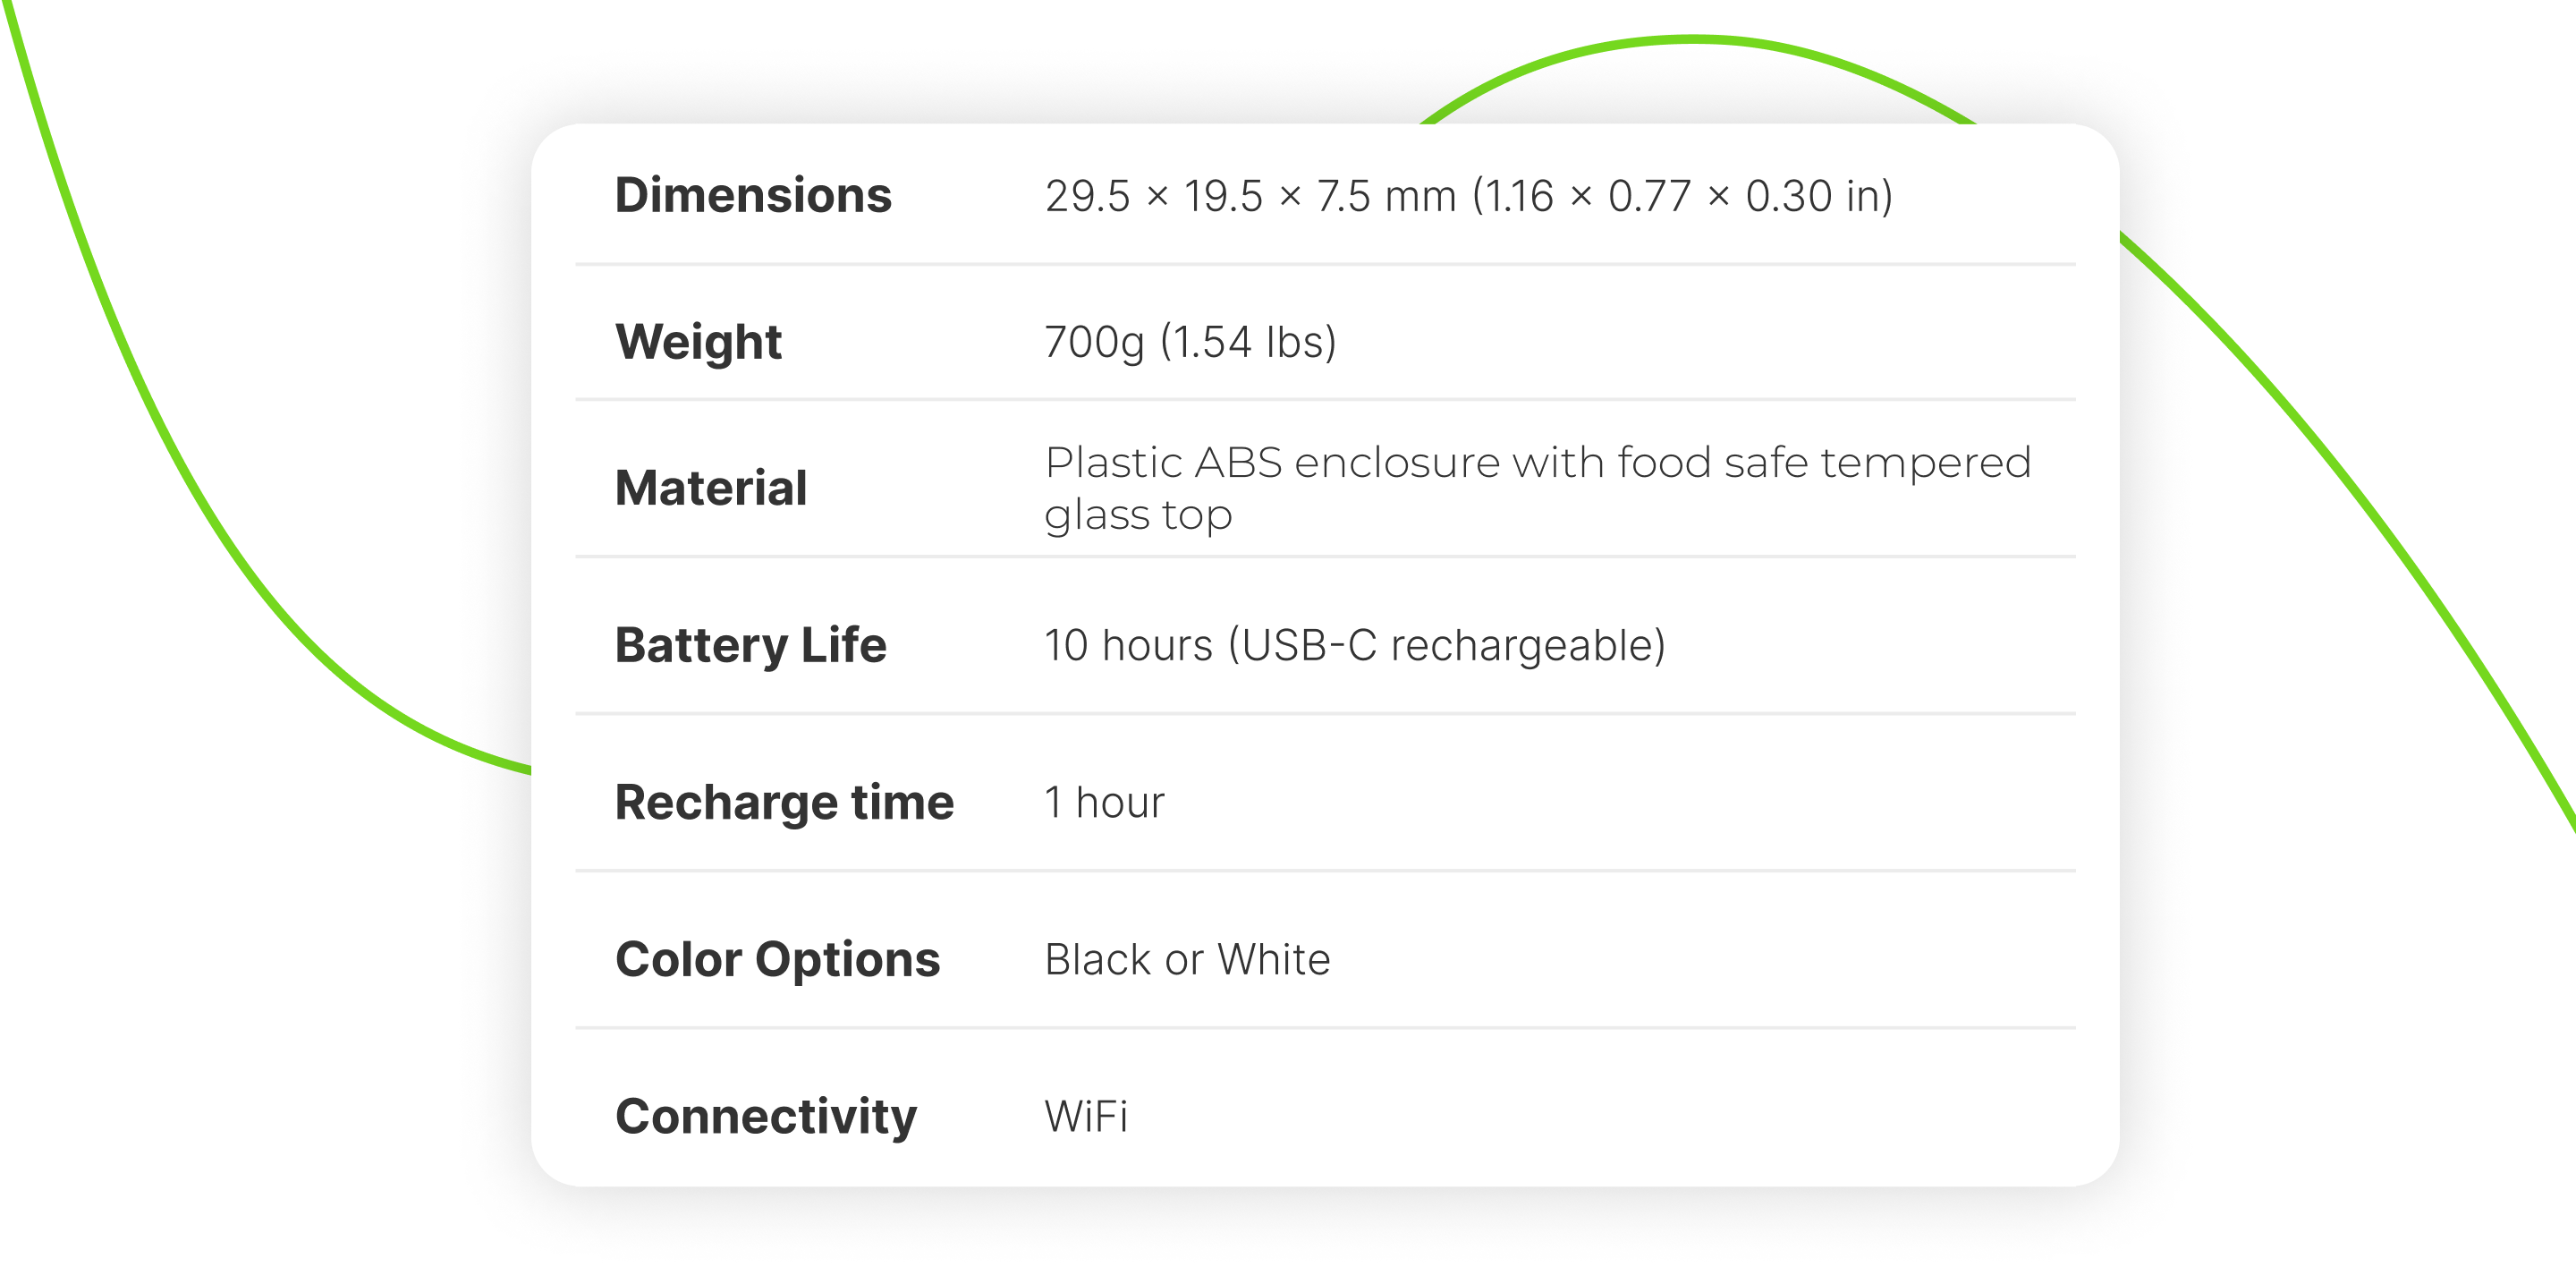 Dimensions 29.5 × 19.5 × 7.5 mm (1.16 × 0.77 × 0.30 in)
Weight 700g (1.54 lbs)
Material Plastic ABS enclosure with food safe tempered
glass top
Battery Life 10 hours (USB-C rechargeable)
Recharge time 1 hour
Color Options Black or White
Connectivity WiFi